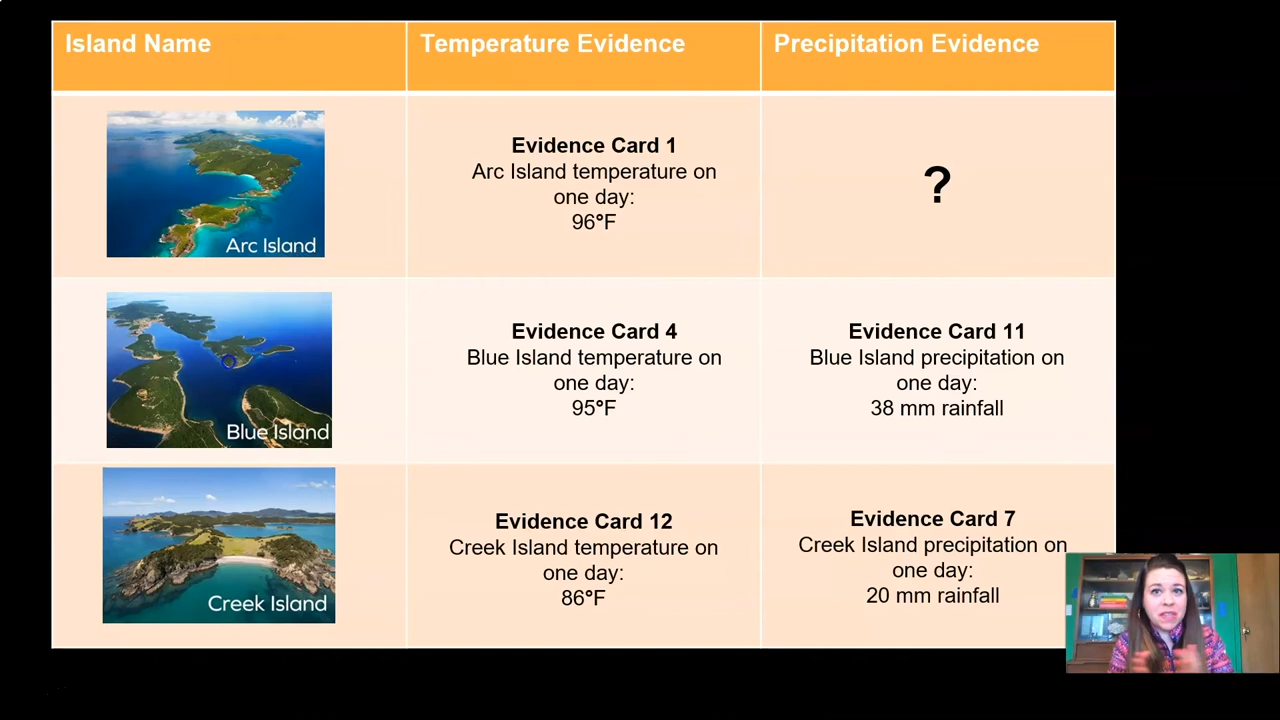 Island Name
Temperature Evidence
Precipitation Evidence
Arc Island
Evidence Card 1
Arc Island temperature on
one day:
96°F
?
Blue Island
Evidence Card 4
Blue Island temperature on
one day:
95°F
Evidence Card 11
Blue Island precipitation on
one day:
38 mm rainfall
Creek Island
Evidence Card 12
Creek Island temperature on
one day:
86°F
Evidence Card 7
Creek Island precipitation on
one day:
20 mm rainfall